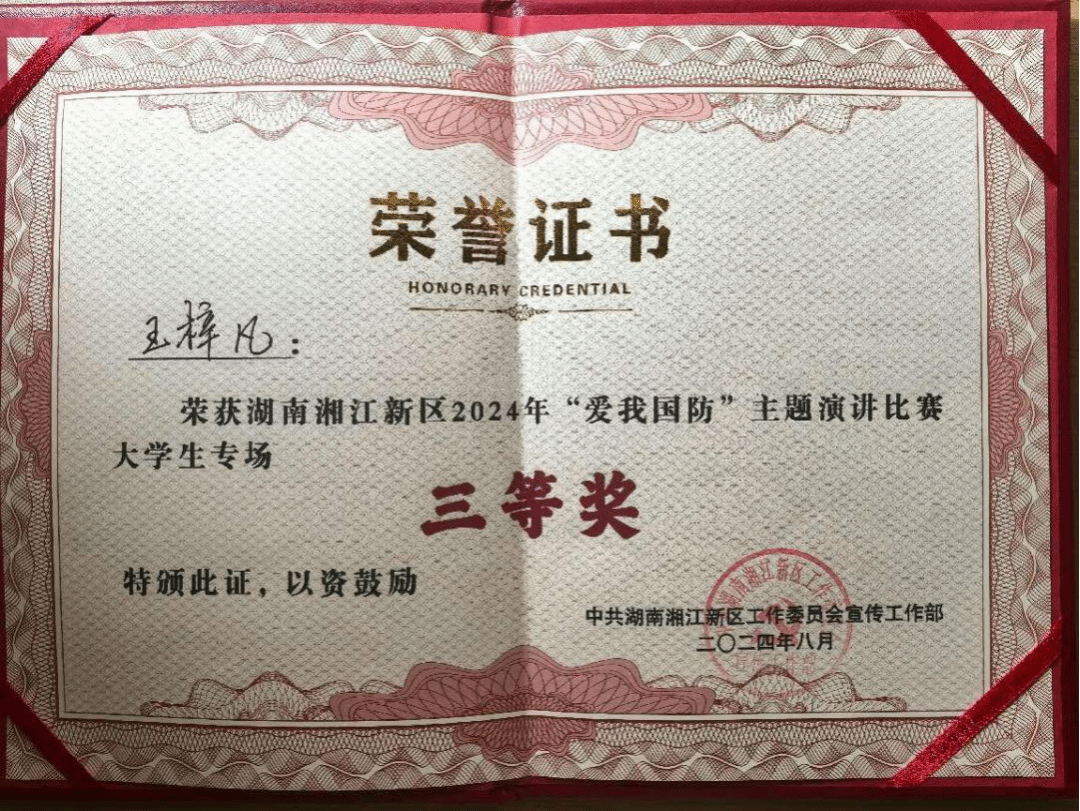 荣誉证书
HONORARY CREDENTIAL
王梓凡：
荣获湖南湘江新区2024年“爱我国防”主题演讲比赛
大学生专场
三等奖
特颁此证，以资鼓励
中共湖南湘江新区工作委员会宣传工作部
二〇二四年八月